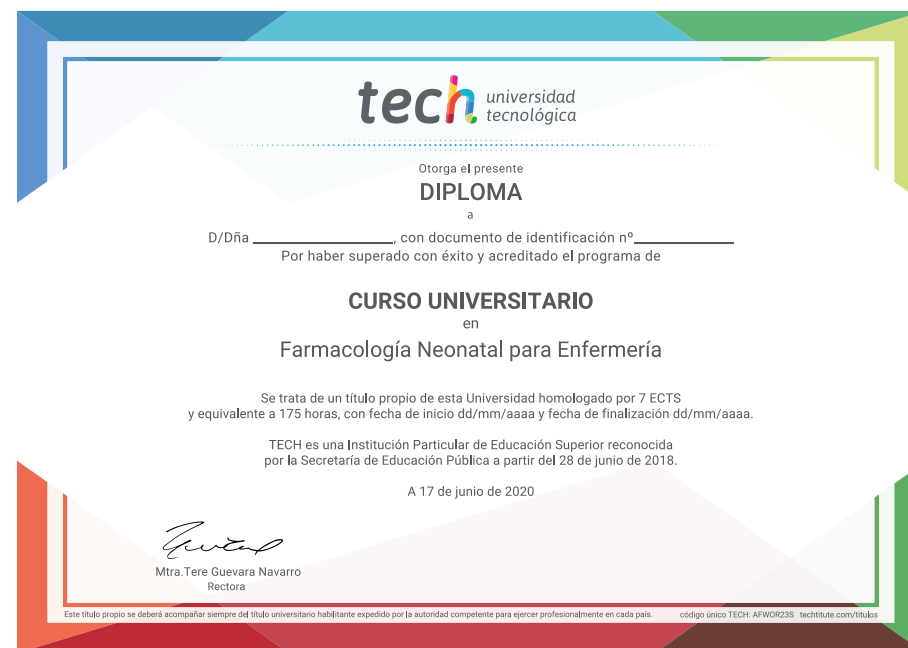 tech universidad
tecnológica
Otorga el presente
DIPLOMA
a
D/Dña ____________________, con documento de identificación nº______________
Por haber superado con éxito y acreditado el programa de
CURSO UNIVERSITARIO
en
Farmacología Neonatal para Enfermería
Se trata de un título propio de esta Universidad homologado por 7 ECTS
y equivalente a 175 horas, con fecha de inicio dd/mm/aaaa y fecha de finalización dd/mm/aaaa.
TECH es una Institución Particular de Educación Superior reconocida
por la Secretaría de Educación Pública a partir del 28 de junio de 2018.
A 17 de junio de 2020
Mtra.Tere Guevara Navarro
Rectora
Este título propio se deberá acompañar siempre del título universitario habilitante expedido por la autoridad competente para ejercer profesionalmente en cada país. código único TECH: AFWOR23S techtitute.com/titulos